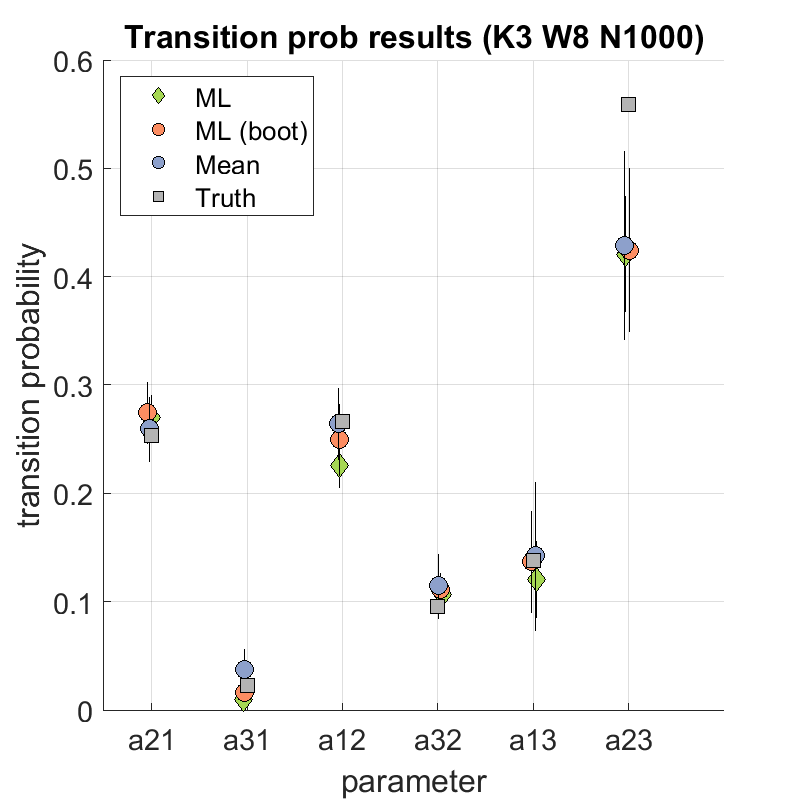 Transition prob results (K3 W8 N1000)
ML
ML (boot)
Mean
Truth
transition probability
0.6
0.5
0.4
0.3
0.2
0.1
0
a21 a31 a12 a32 a13 a23
parameter